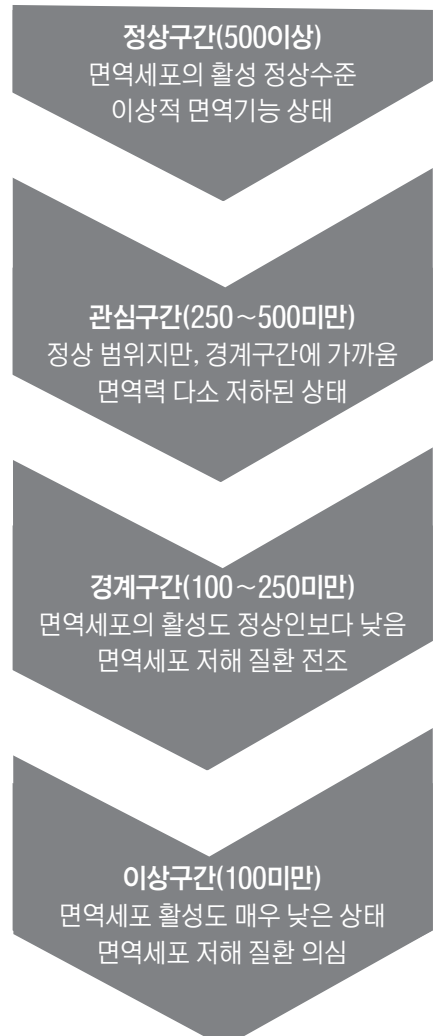 정상구간(500이상)
면역세포의 활성 정상수준
이상적 면역기능 상태
관심구간(250~500미만)
정상 범위지만, 경계구간에 가까움
면역력 다소 저하된 상태
경계구간(100~250미만)
면역세포의 활성도 정상인보다 낮음
면역세포 저해 질환 전조
이상구간(100미만)
면역세포 활성도 매우 낮은 상태
면역세포 저해 질환 의심